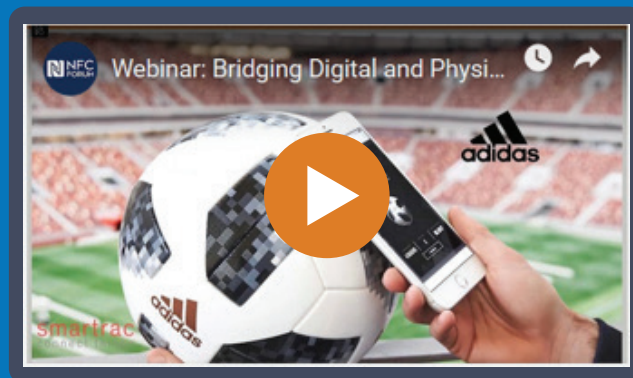 NFC
FORUM
Webinar: Bridging Digital and Physi...
adidas
adidas
smartrac